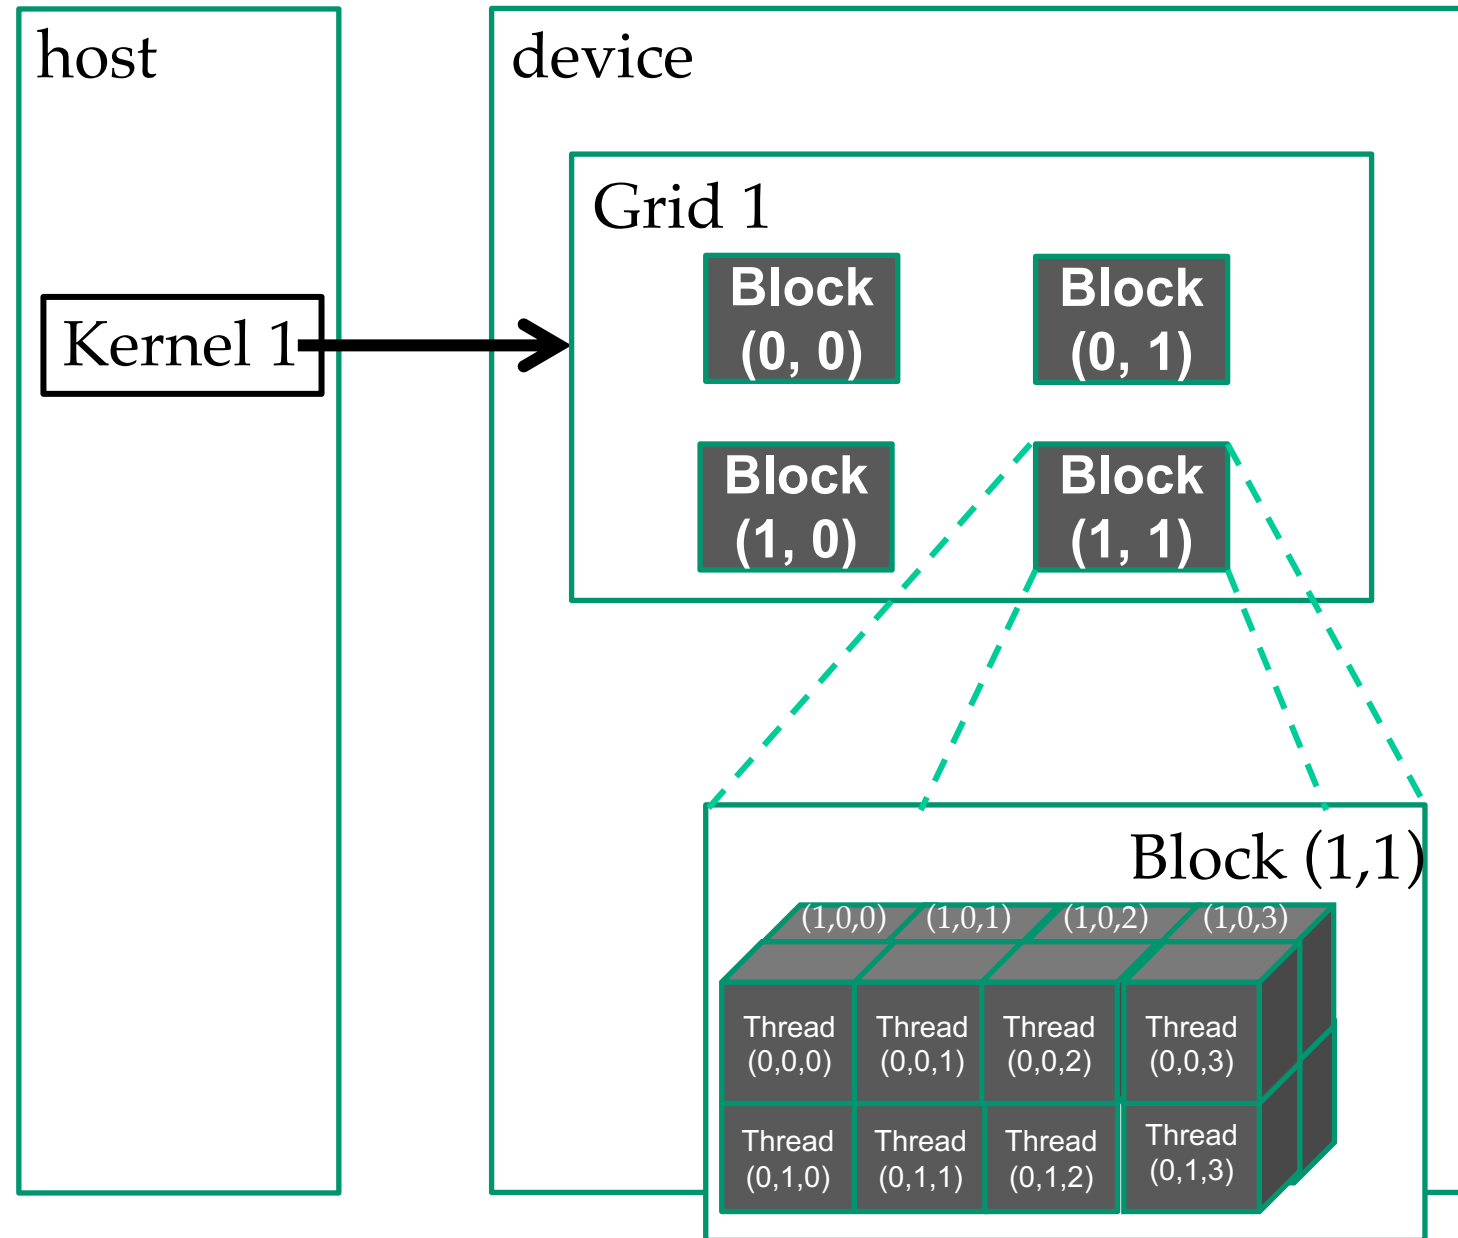 host
device
Grid 1
Block
(0, 0)
Block
(0, 1)
Kernel 1
Block
(1, 0)
Block
(1, 1)
Block (1,1)
(1,0,0)
(1,0,1)
(1,0,2)
(1,0,3)
Thread
(0,0,0)
Thread
(0,0,1)
Thread
(0,0,2)
Thread
(0,0,3)
Thread
(0,1,0)
Thread
(0,1,1)
Thread
(0,1,2)
Thread
(0,1,3)